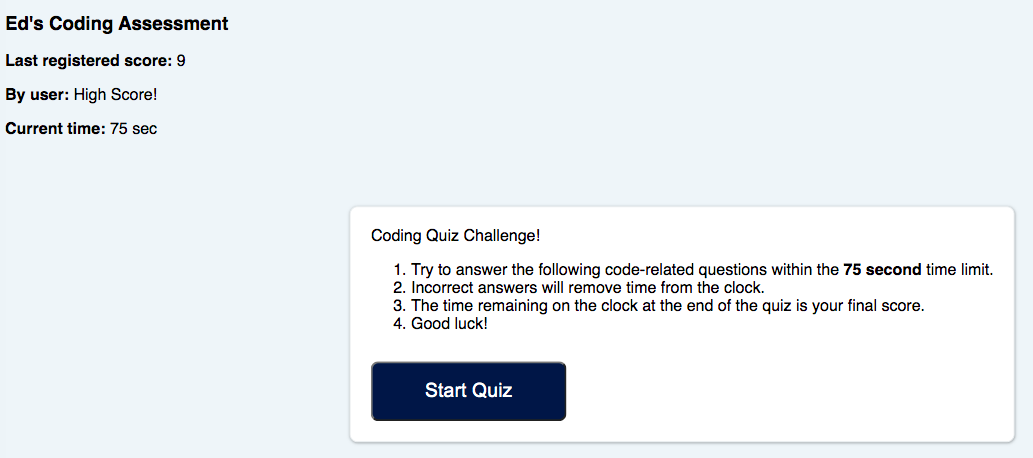 Ed's Coding Assessment
Last registered score: 9
By user: High Score!
Current time: 75 sec
Coding Quiz Challenge!
1. Try to answer the following code-related questions within the 75 second time limit.
2. Incorrect answers will remove time from the clock.
3. The time remaining on the clock at the end of the quiz is your final score.
4. Good luck!
Start Quiz